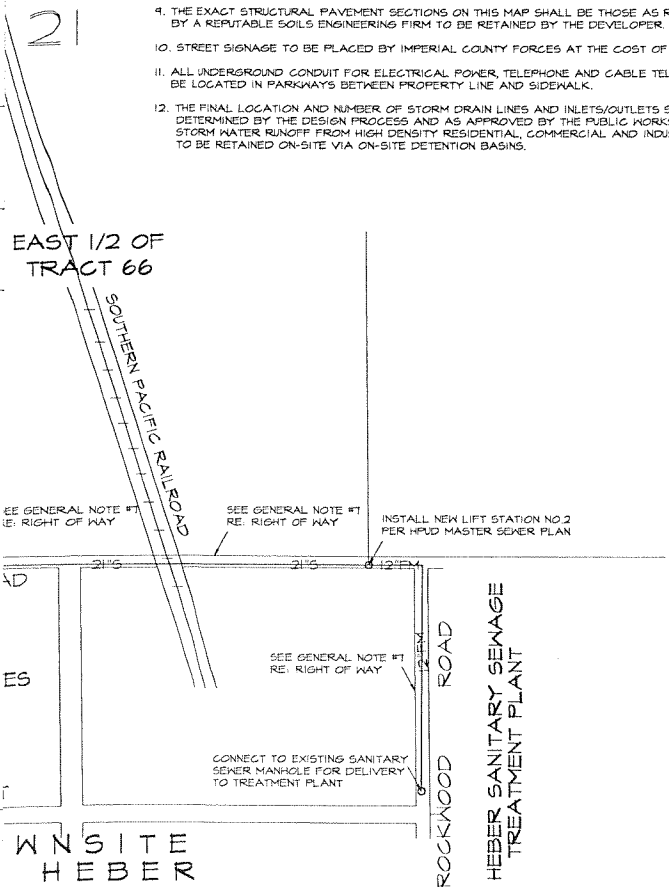 21
9. THE EXACT STRUCTURAL PAVEMENT SECTIONS ON THIS MAP SHALL BE THOSE AS
BY A REPUTABLE SOILS ENGINEERING FIRM TO BE RETAINED BY THE DEVELOPER.
10. STREET SIGNAGE TO BE PLACED BY IMPERIAL COUNTY FORCES AT THE COST OF
11. ALL UNDERGROUND CONDUIT FOR ELECTRICAL POWER, TELEPHONE AND CABLE TEL
BE LOCATED IN PARKWAYS BETWEEN PROPERTY LINE AND SIDEWALK.
12. THE FINAL LOCATION AND NUMBER OF STORM DRAIN LINES AND INLETS/OUTLETS S
DETERMINED BY THE DESIGN PROCESS AND AS APPROVED BY THE PUBLIC WORKS
STORM WATER RUNOFF FROM HIGH DENSITY RESIDENTIAL, COMMERCIAL AND INDU
TO BE RETAINED ON-SITE VIA ON-SITE DETENTION BASINS.
EAST 1/2 OF
TRACT 66
SOUTHERN PACIFIC RAILROAD
EE GENERAL NOTE #7
RE: RIGHT OF WAY
SEE GENERAL NOTE #7
RE: RIGHT OF WAY
INSTALL NEW LIFT STATION NO.2
PER HPUD MASTER SEWER PLAN
21"S
21"S
12"FM
AD
12"FM
ES
SEE GENERAL NOTE #7
RE: RIGHT OF WAY
CONNECT TO EXISTING SANITARY
SEWER MANHOLE FOR DELIVERY
TO TREATMENT PLANT
ROCKWOOD ROAD
HEBER SANITARY SEWAGE
TREATMENT PLANT
WNSITE
HEBER